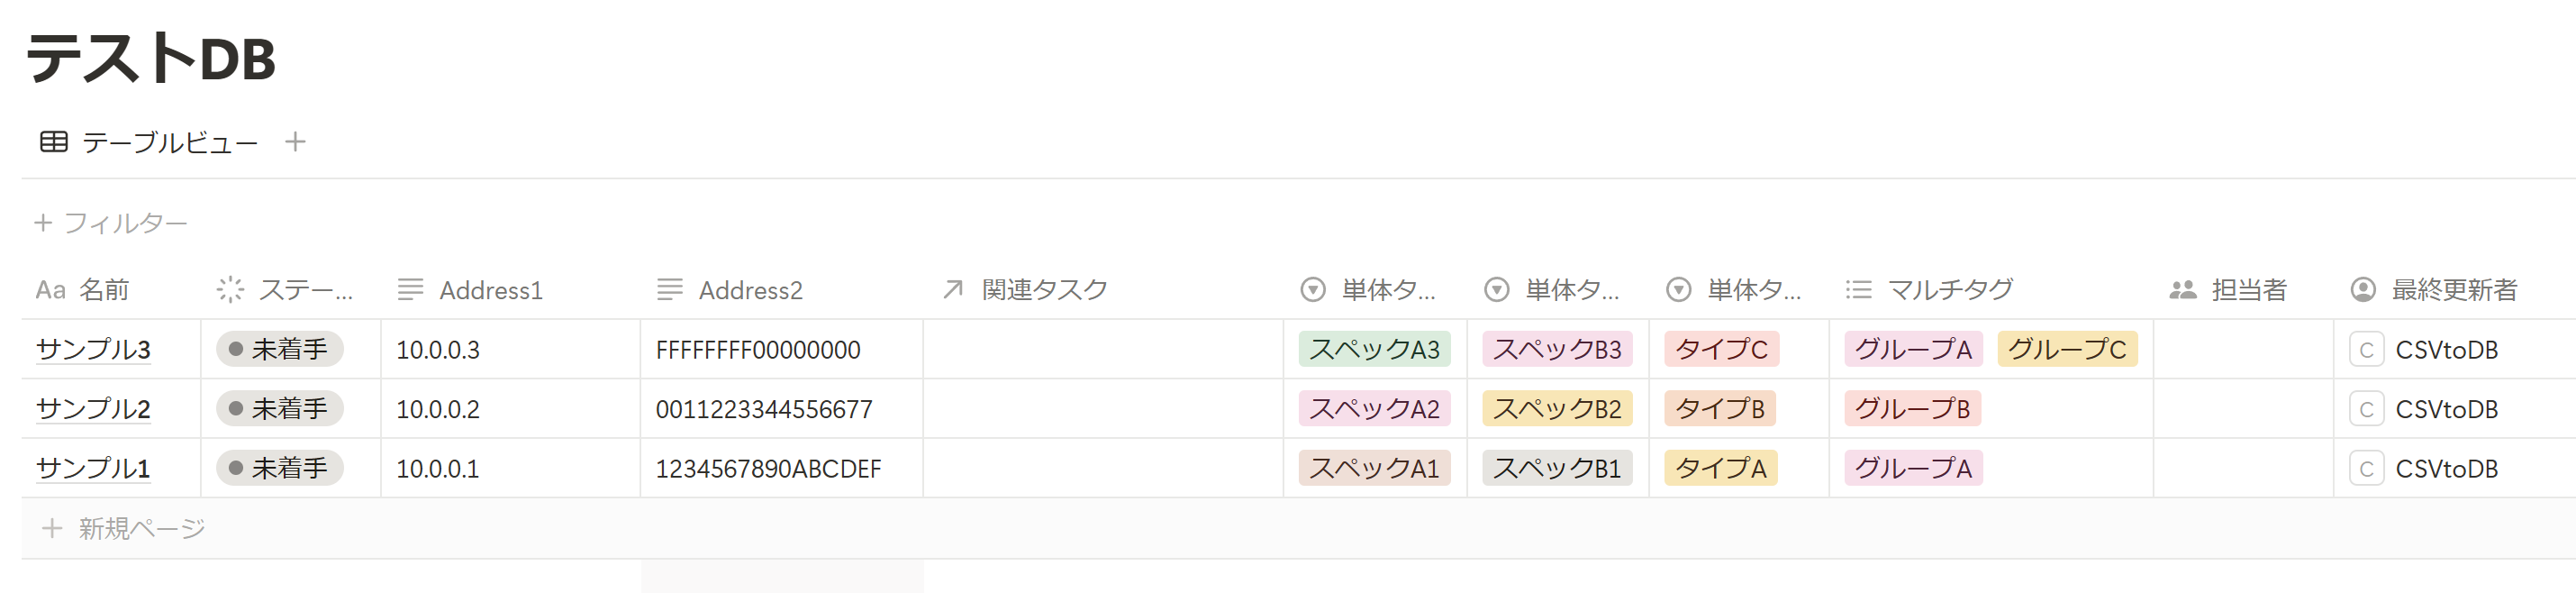 テストDB
テーブルビュー +
+ フィルター
Aa 名前 ステー... Address1 Address2 関連タスク 単体タ... 単体タ... 単体タ... マルチタグ 担当者 最終更新者
サンプル3 未着手 10.0.0.3 FFFFFFFF00000000 スペックA3 スペックB3 タイプC グループA グループC C CSVtoDB
サンプル2 未着手 10.0.0.2 0011223344556677 スペックA2 スペックB2 タイプB グループB C CSVtoDB
サンプル1 未着手 10.0.0.1 1234567890ABCDEF スペックA1 スペックB1 タイプA グループA C CSVtoDB
+ 新規ページ